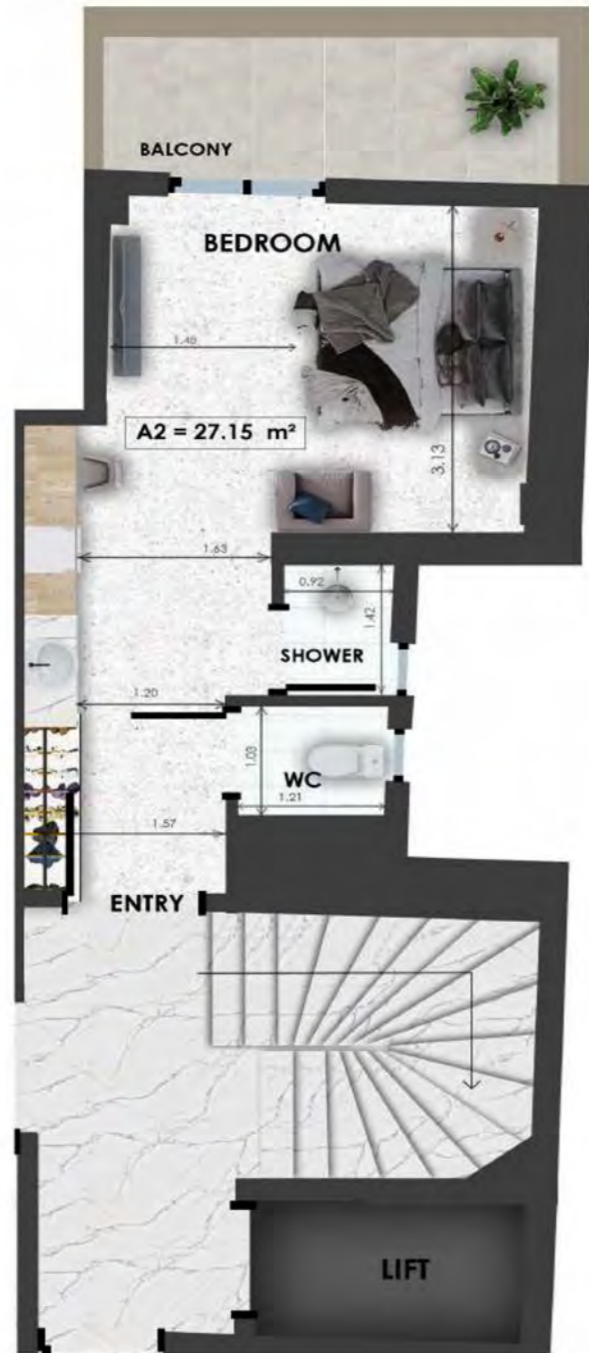 BALCONY
BEDROOM
1.40
A2 = 27.15 m²
3.13
1.63
0.92
1.42
SHOWER
1.20
1.03
WC
1.21
1.57
ENTRY
LIFT